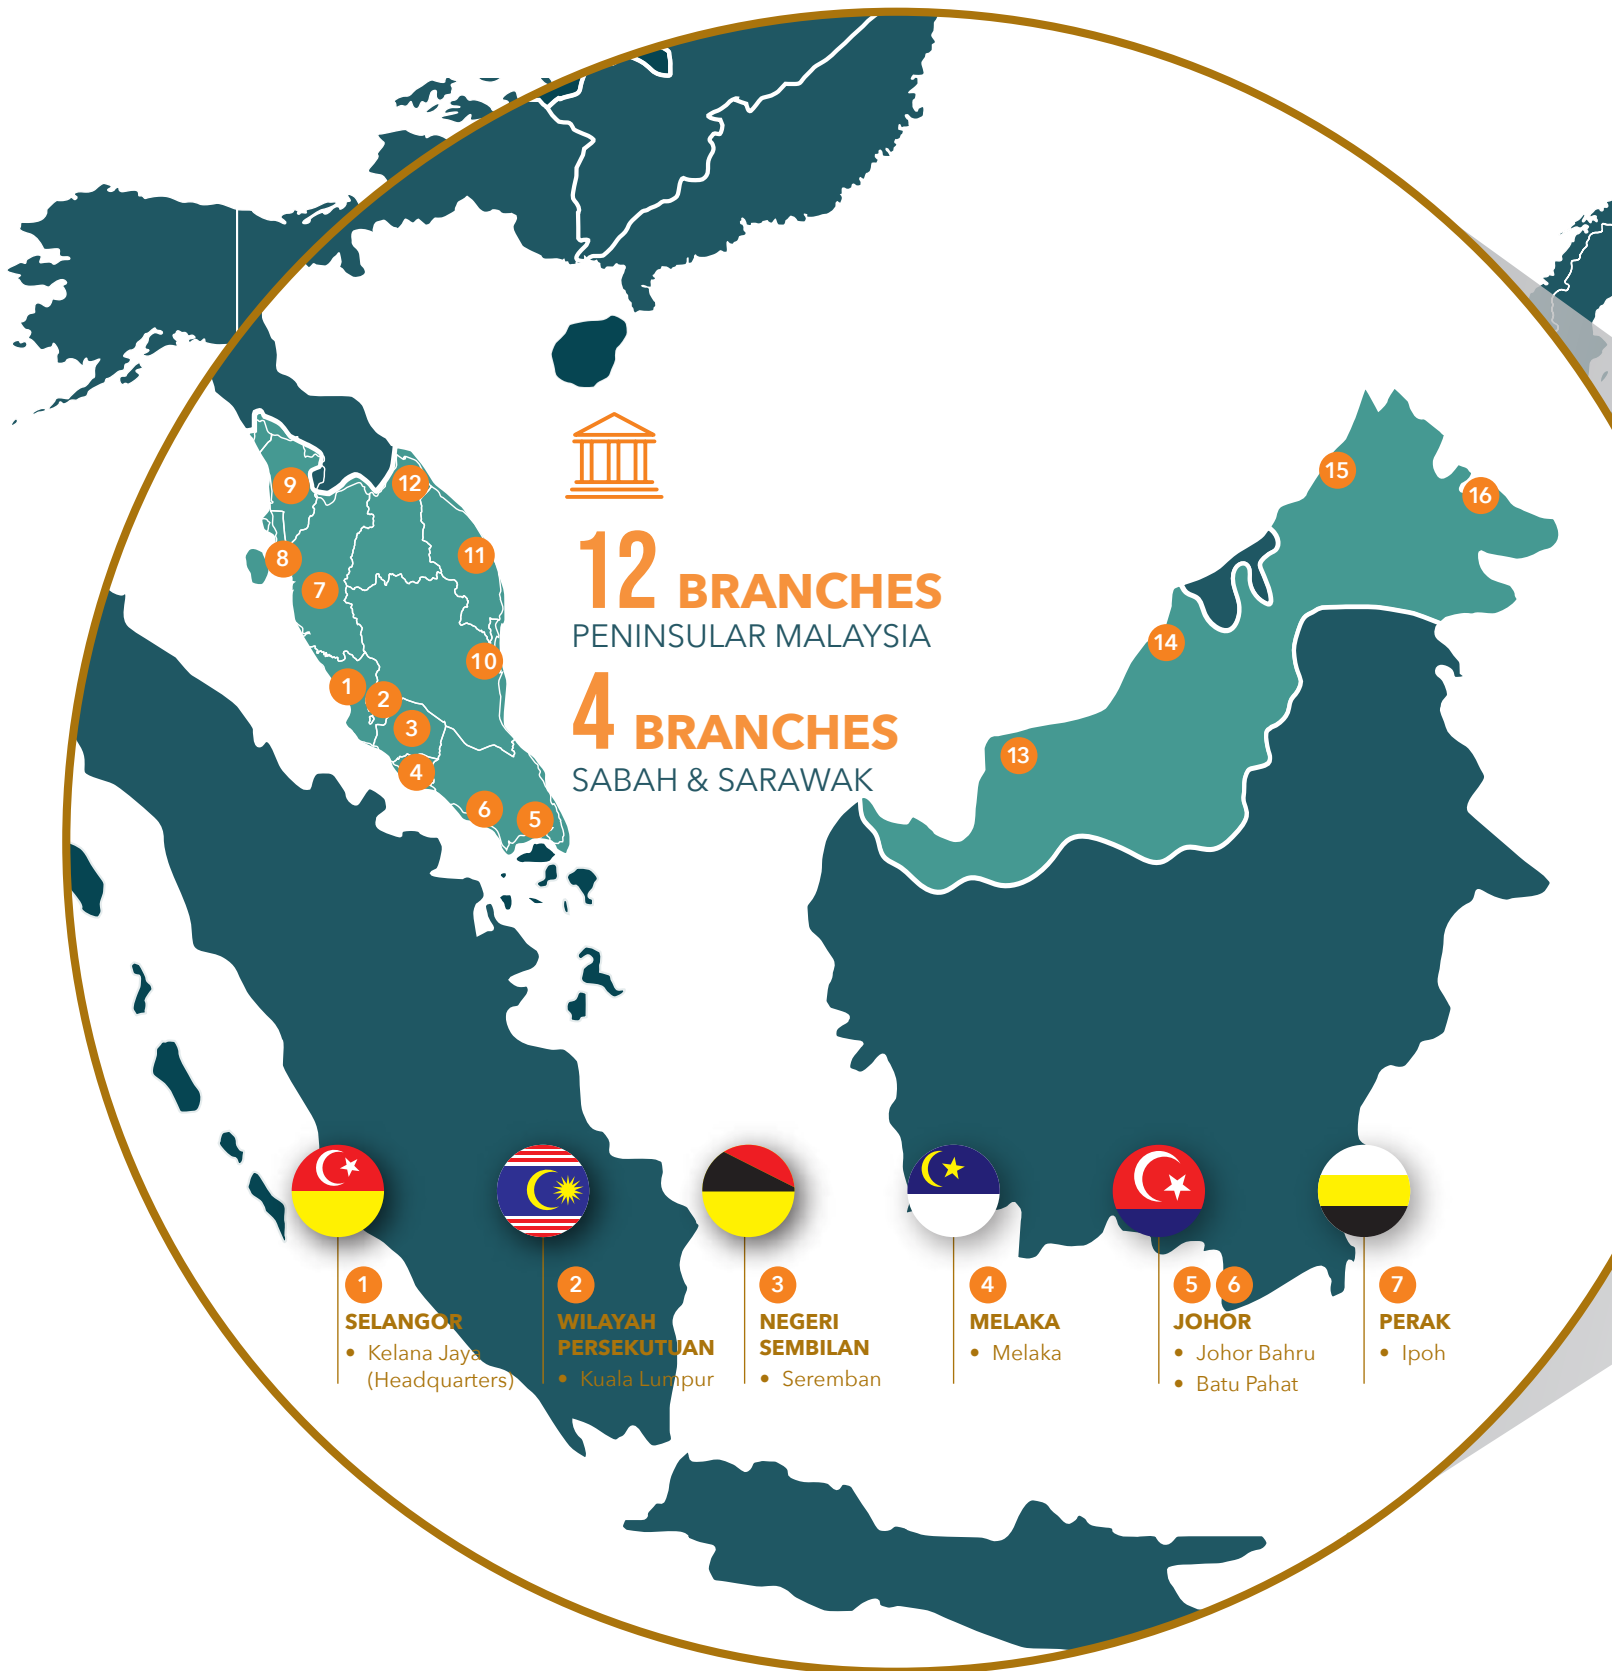 9
12
8
11
7
10
1
2
3
4
6
5
15
16
14
13
12 BRANCHES
PENINSULAR MALAYSIA
4 BRANCHES
SABAH & SARAWAK
1
SELANGOR
• Kelana Jaya
(Headquarters)
2
WILAYAH
PERSEKUTUAN
• Kuala Lumpur
3
NEGERI
SEMBILAN
• Seremban
4
MELAKA
• Melaka
5 6
JOHOR
• Johor Bahru
• Batu Pahat
7
PERAK
• Ipoh